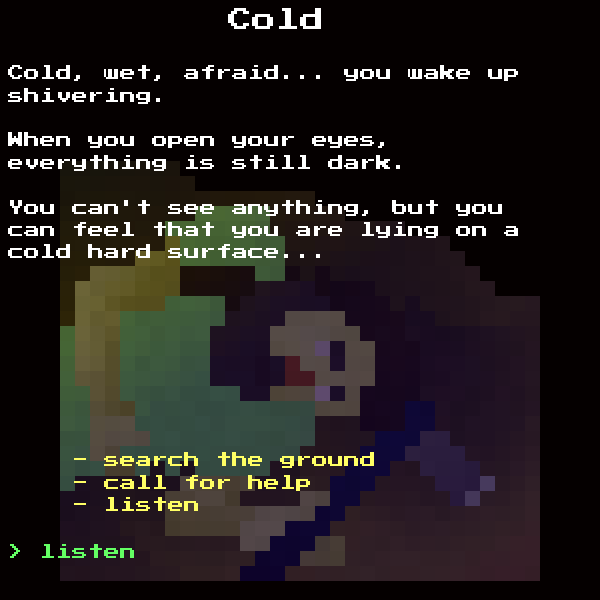 Cold
Cold, wet, afraid... you wake up
shivering.
When you open your eyes,
everything is still dark.
You can't see anything, but you
can feel that you are lying on a
cold hard surface...
- search the ground
- call for help
- listen
> listen